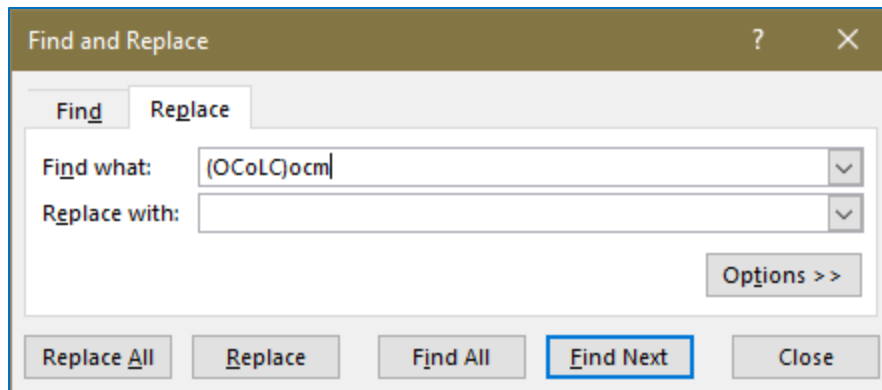 Find and Replace ? ×
Find Replace
Find what: (OCoLC)ocm
Replace with:
Options >>
Replace All Replace Find All Find Next Close